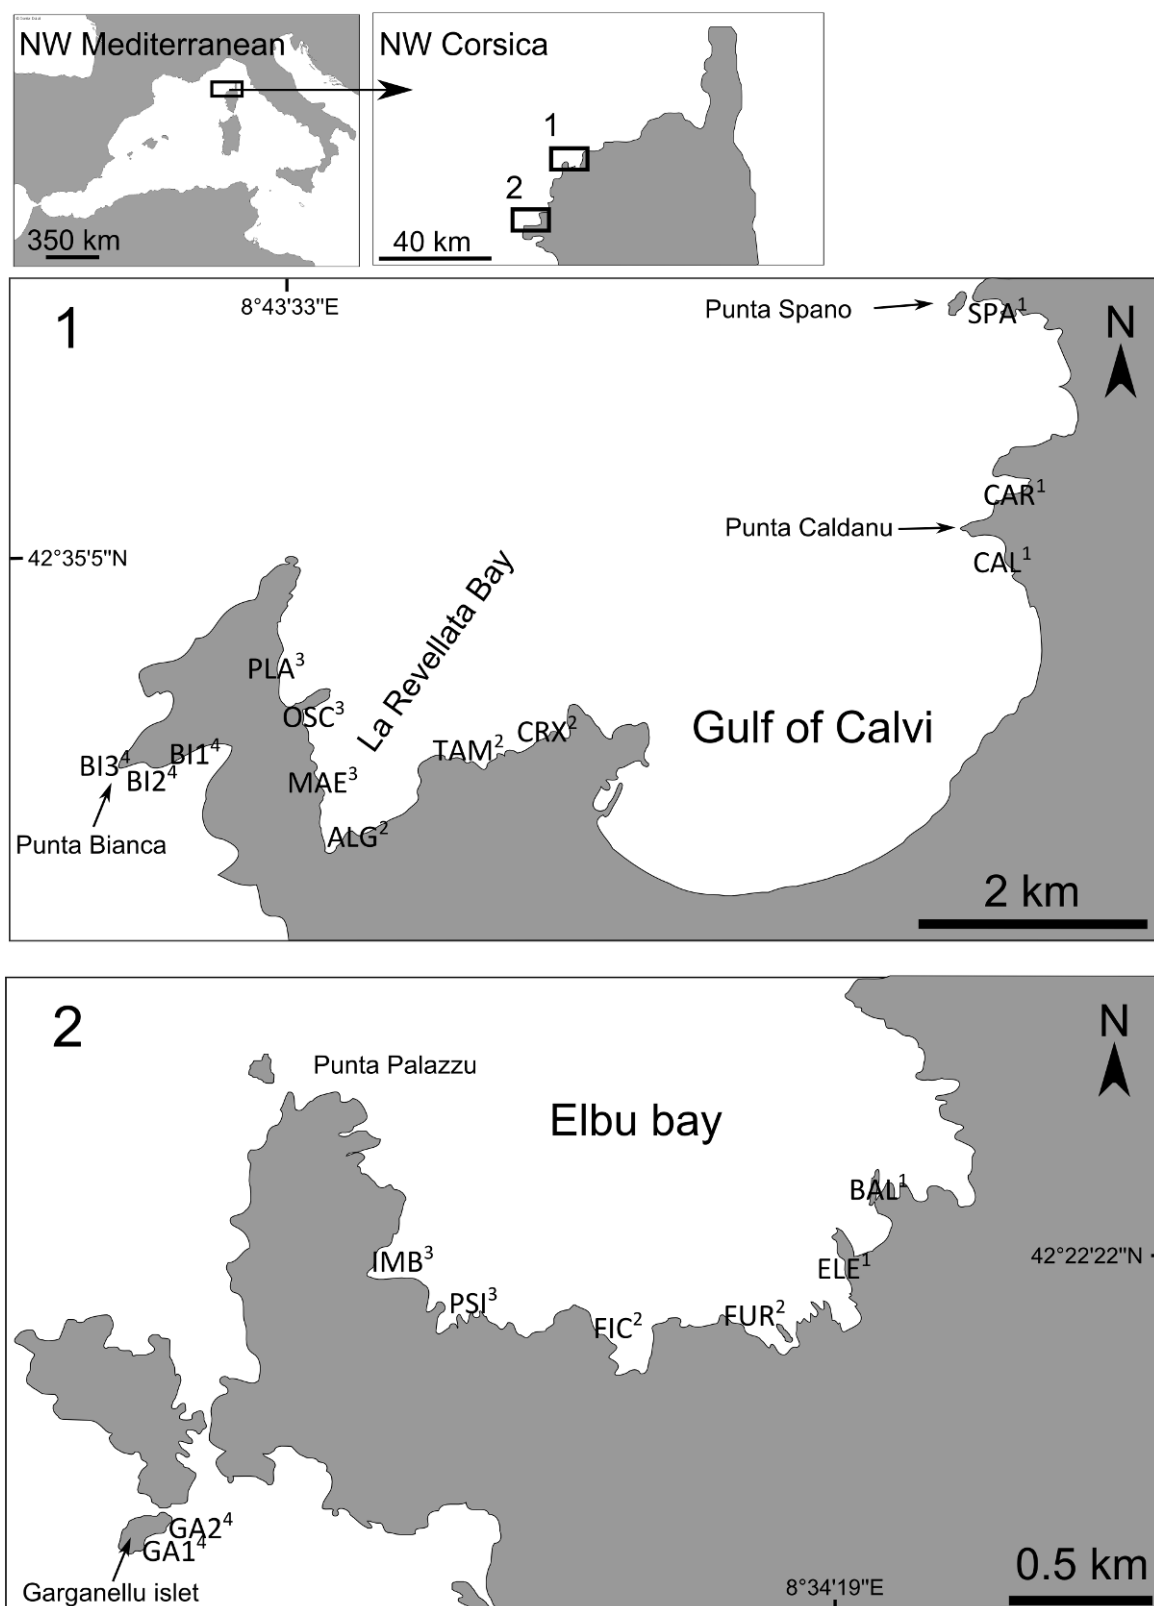 NW Mediterranean
350 km
NW Corsica
1
2
40 km
8°43'33"E
1
Punta Spano
SPA¹
N
CAR¹
Punta Caldanu
CAL¹
42°35'5"N
La Revellata Bay
PLA³
OSC³
CRX²
Gulf of Calvi
TAM²
BI1⁴
BI3⁴
BI2⁴
MAE³
ALG²
Punta Bianca
2 km
2
N
Punta Palazzu
Elbu bay
BAL¹
42°22'22"N
IMB³
ELE¹
PSI³
FIC²
FUR²
GA2⁴
GA1⁴
Garganellu islet
8°34'19"E
0.5 km